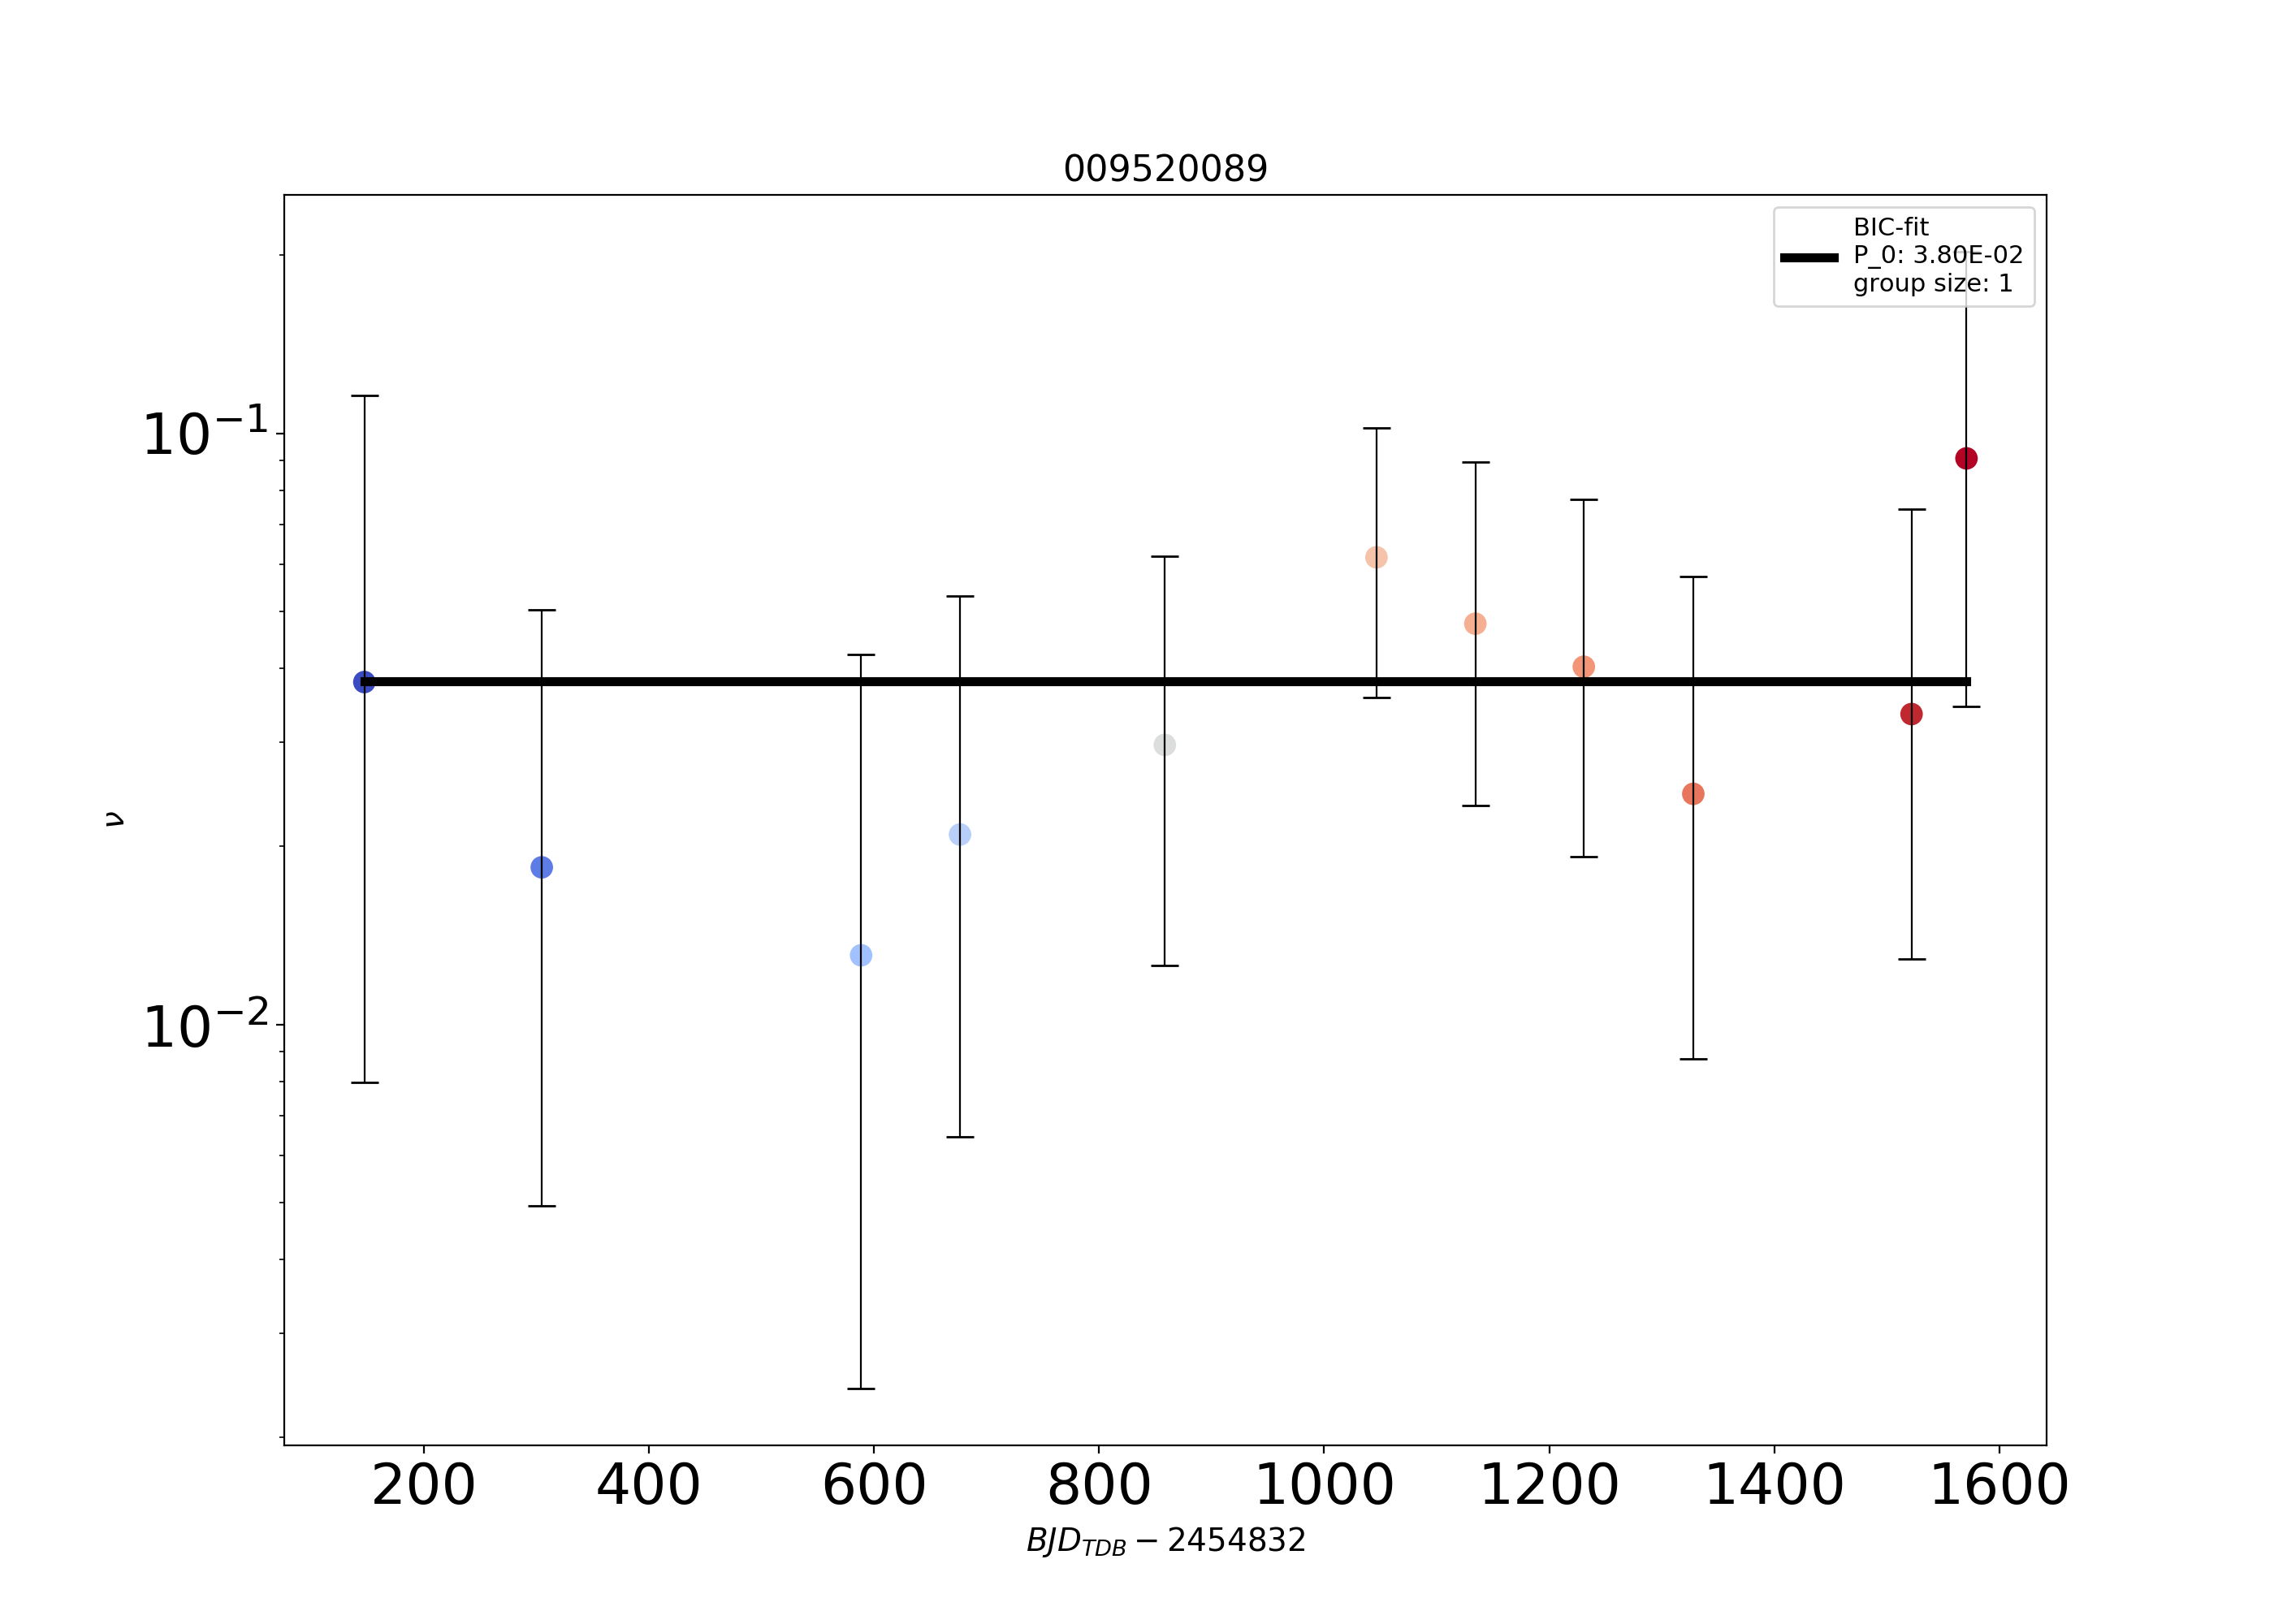 009520089
BIC-fit
P_0: 3.80E-02
group size: 1
10⁻¹
10⁻²
ν
200 400 600 800 1000 1200 1400 1600
BJD_TDB − 2454832